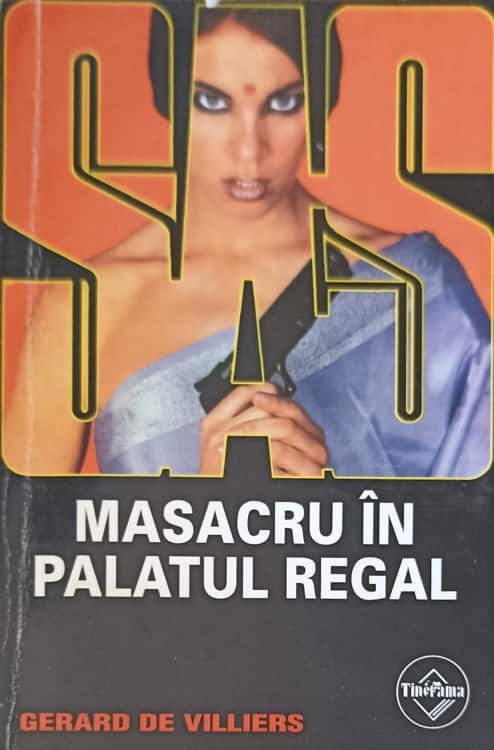 SAS
MASACRU ÎN
PALATUL REGAL
Tinerama
GERARD DE VILLIERS